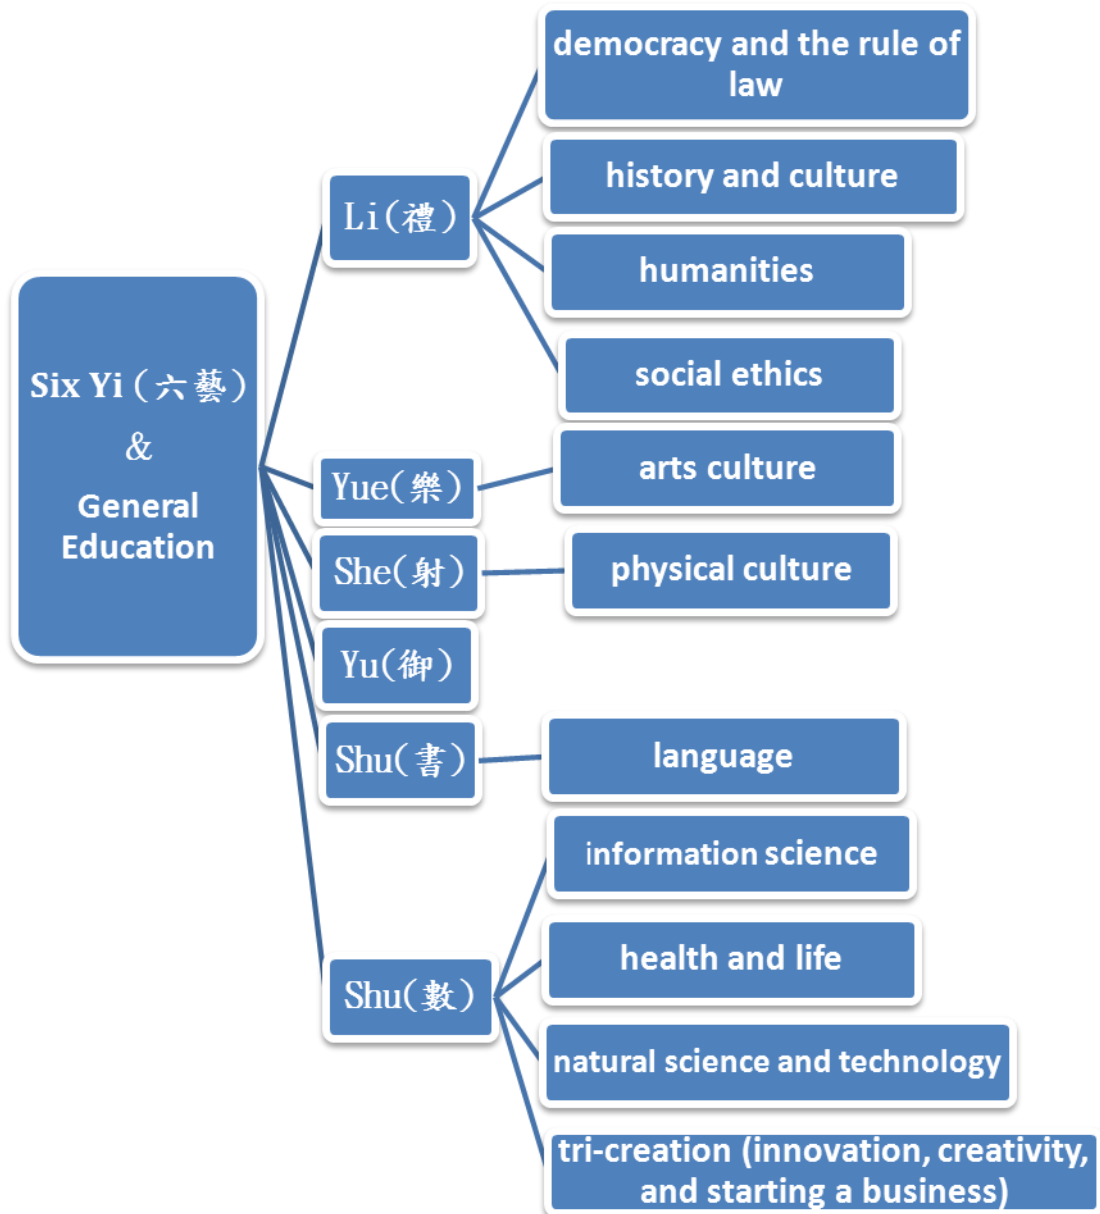 Six Yi (六藝)
&
General
Education
Li(禮)
democracy and the rule of
law
history and culture
humanities
social ethics
Yue(樂)
arts culture
She(射)
physical culture
Yu(御)
Shu(書)
language
Shu(數)
information science
health and life
natural science and technology
tri-creation (innovation, creativity,
and starting a business)